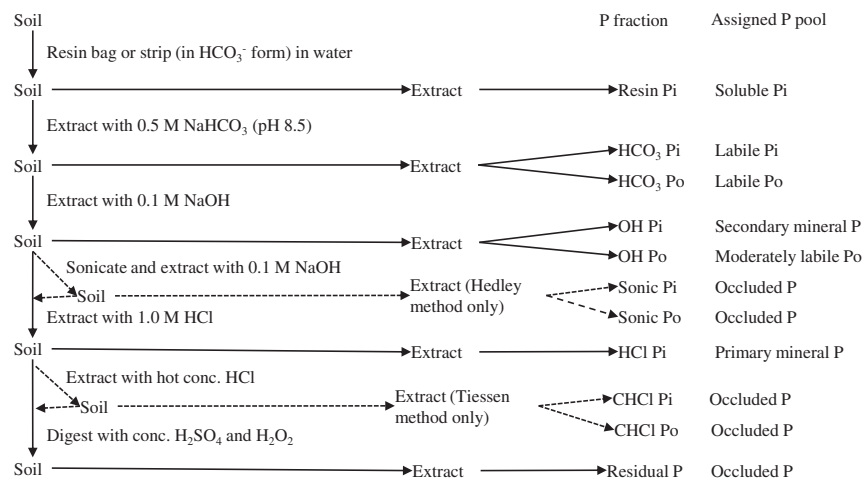 Soil P fraction Assigned P pool
Resin bag or strip (in HCO₃⁻ form) in water
Soil Extract Resin Pi Soluble Pi
Extract with 0.5 M NaHCO₃ (pH 8.5)
HCO₃ Pi Labile Pi
Soil Extract
HCO₃ Po Labile Po
Extract with 0.1 M NaOH
OH Pi Secondary mineral P
Soil Extract
OH Po Moderately labile Po
Sonicate and extract with 0.1 M NaOH
Extract (Hedley Sonic Pi Occluded P
Soil
method only)
Extract with 1.0 M HCl Sonic Po Occluded P
Soil Extract HCl Pi Primary mineral P
Extract with hot conc. HCl
Extract (Tiessen CHCl Pi Occluded P
Soil
method only)
Digest with conc. H₂SO₄ and H₂O₂ CHCl Po Occluded P
Soil Extract Residual P Occluded P